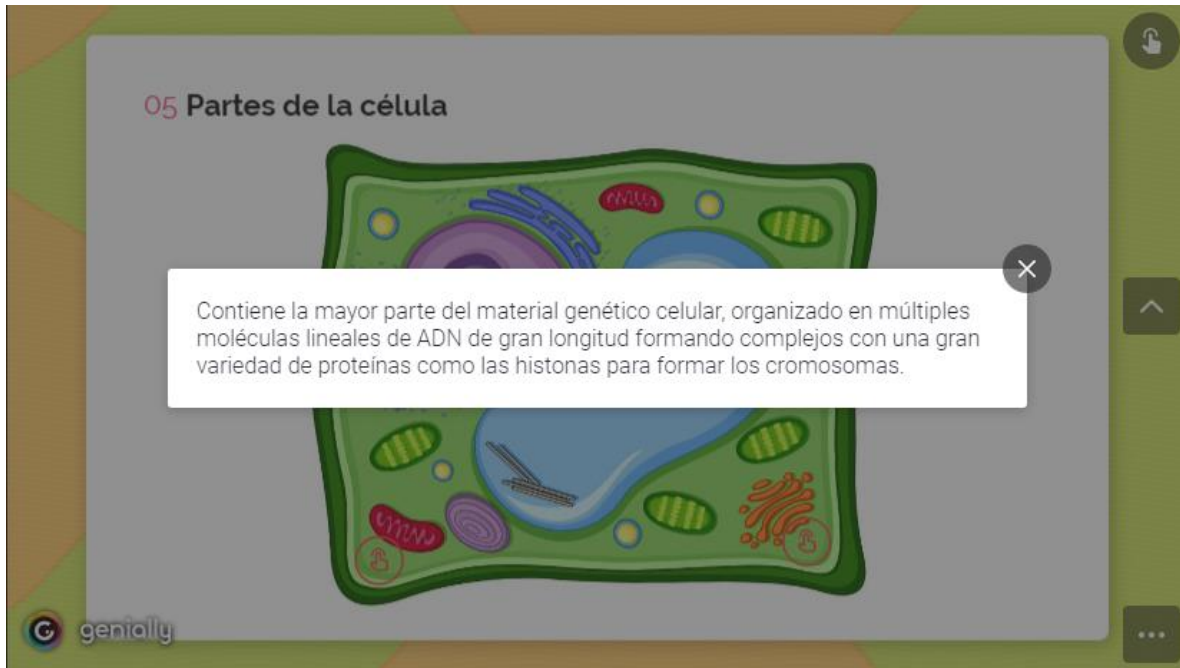 05 Partes de la célula
Contiene la mayor parte del material genético celular, organizado en múltiples
moléculas lineales de ADN de gran longitud formando complejos con una gran
variedad de proteínas como las histonas para formar los cromosomas.
genially